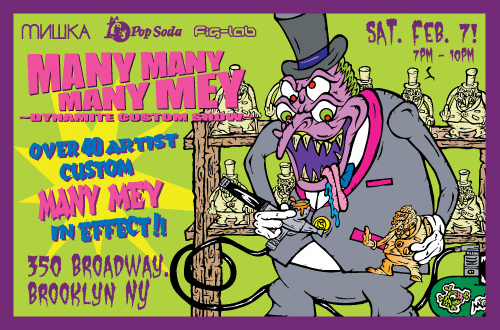 МИШКА Pop Soda Fig-lab
SAT. FEB. 7!
7PM - 10PM
MANY MANY
MANY MEY
~DYNAMITE CUSTOM SHOW~
OVER 40 ARTIST
CUSTOM
MANY MEY
IN EFFECT!!
350 BROADWAY.
BROOKLYN NY